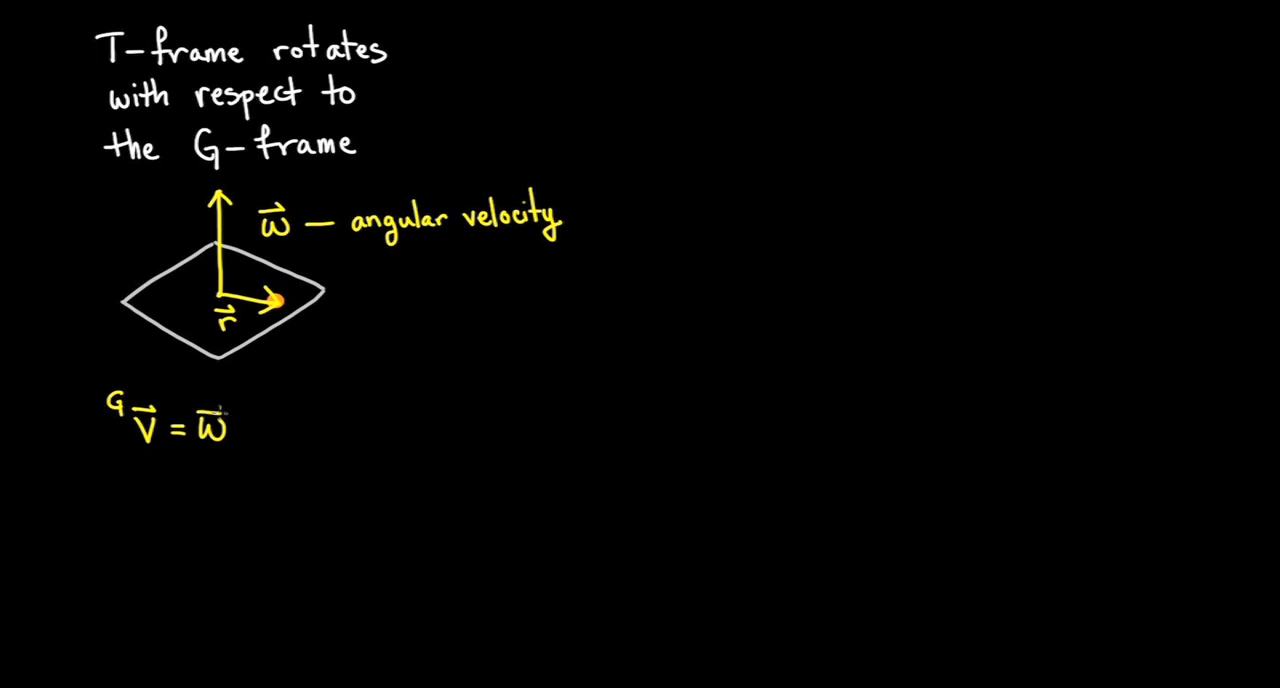 T-frame rotates
with respect to
the G-frame
ω⃗ — angular velocity
r⃗
ᴳV⃗ = ω⃗